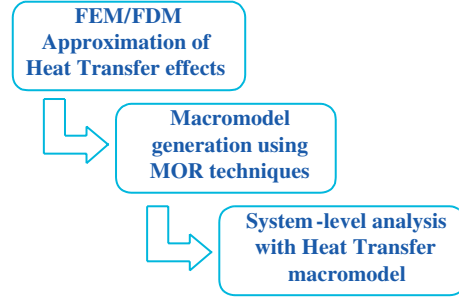 FEM/FDM
Approximation of
Heat Transfer effects
Macromodel
generation using
MOR techniques
System-level analysis
with Heat Transfer
macromodel